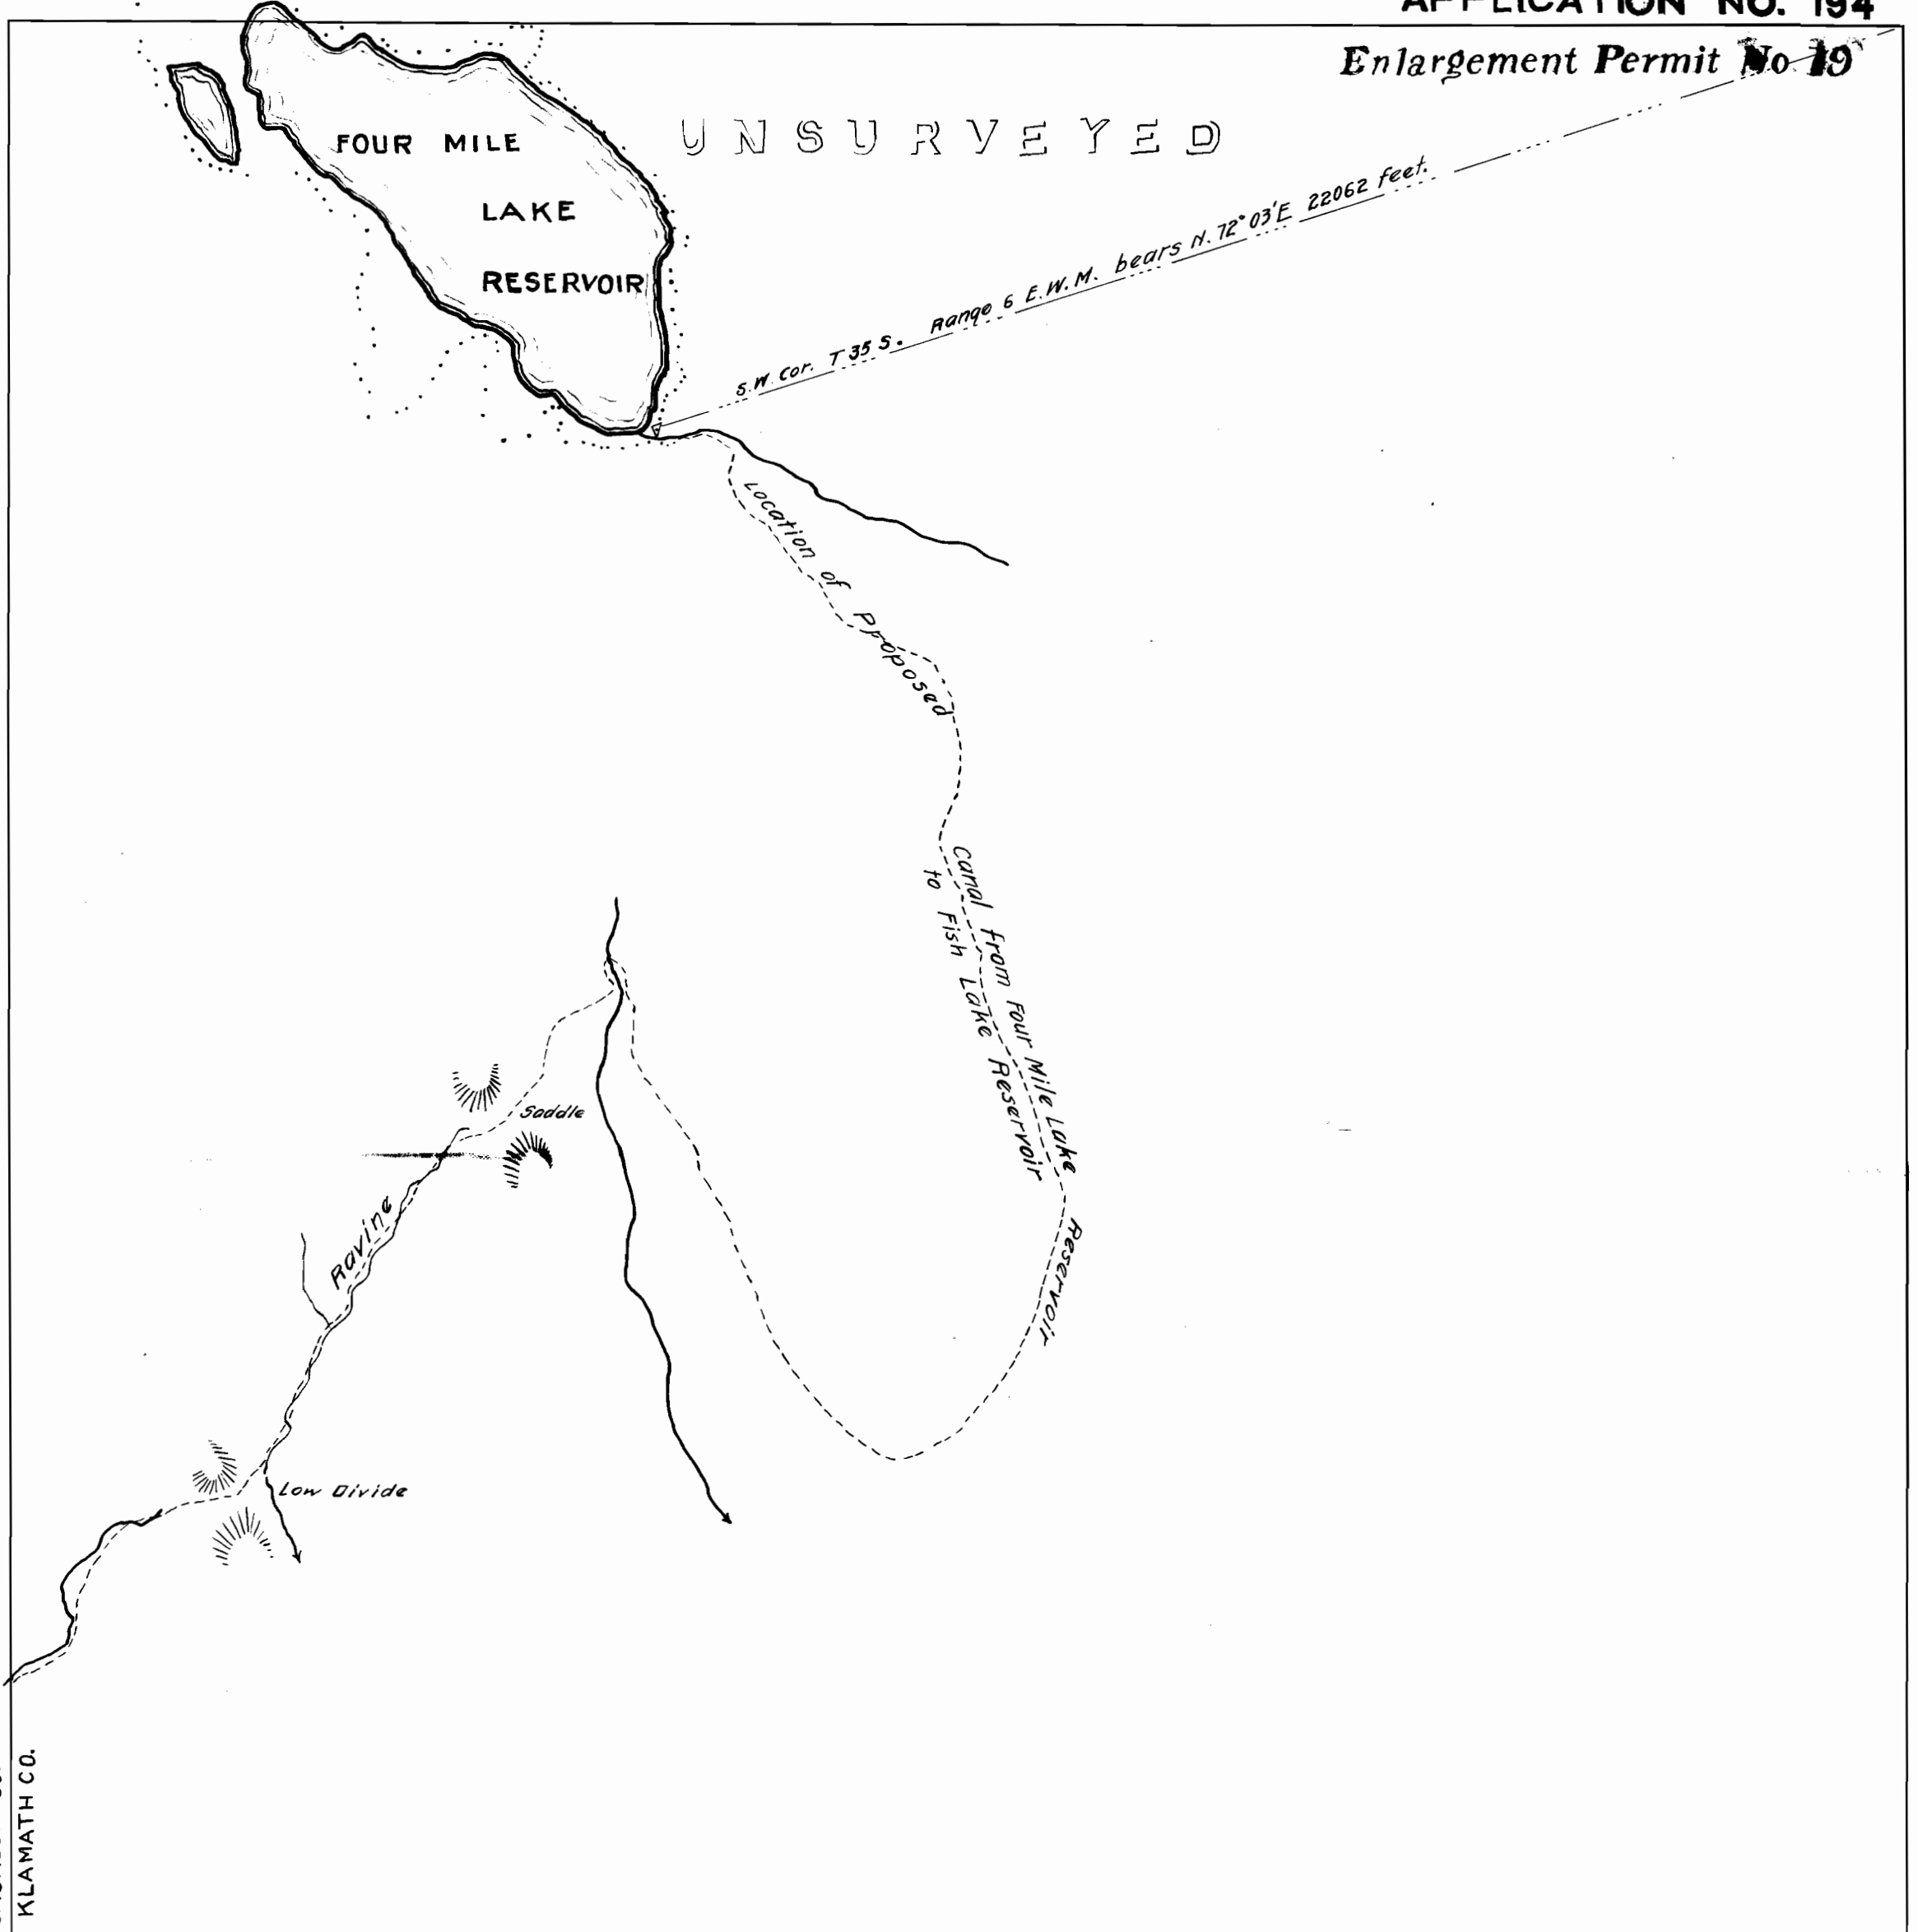 APPLICATION NO. 194
Enlargement Permit No 19
FOUR MILE
LAKE
RESERVOIR
UNSURVEYED
S.W. Cor. T 35 S. Range 6 E.W.M. bears N. 72° 03' E 22062 feet.
Location of Proposed
Canal from Four Mile Lake Reservoir
to Fish Lake Reservoir
Saddle
Ravine
Low Divide
KLAMATH CO.